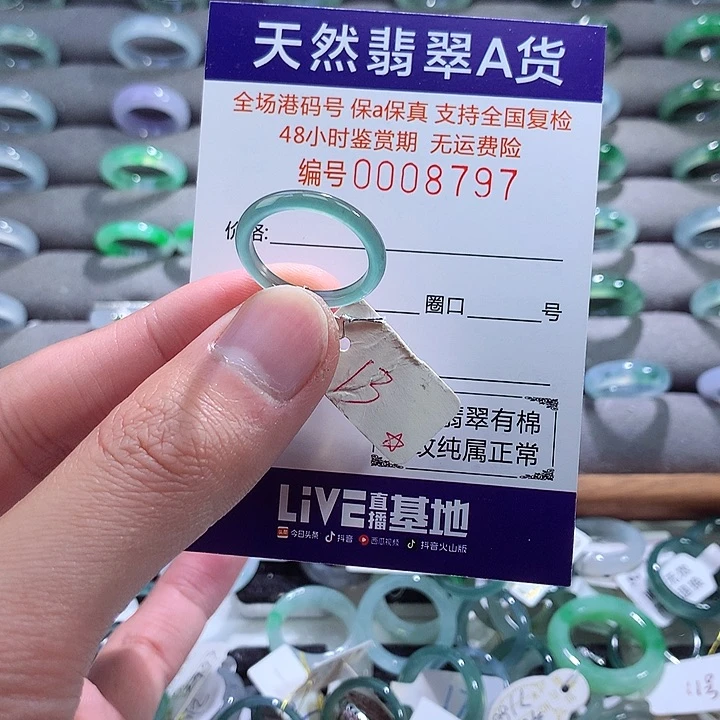 天然翡翠A货
全场港码号 保a保真 支持全国复检
48小时鉴赏期 无运费险
编号0008797
价格:
圈口 号
13
翡翠有棉
纹纯属正常
LiVE直播基地
今日头条 抖音 西瓜视频 抖音火山版